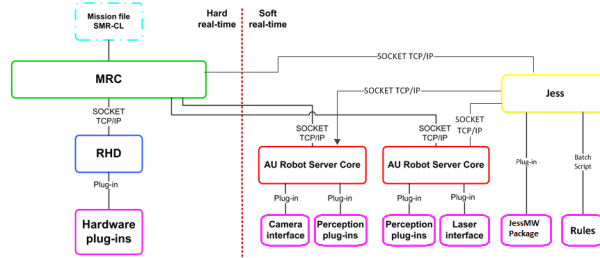 Mission file
SMR-CL
Hard
real-time
Soft
real-time
SOCKET TCP/IP
MRC
SOCKET TCP/IP
Jess
SOCKET
TCP/IP
SOCKET
TCP/IP
SOCKET
TCP/IP
SOCKET
TCP/IP
RHD
AU Robot Server Core
AU Robot Server Core
Plug-in
Batch
Script
Plug-in
Plug-in
Plug-in
Plug-in
Plug-in
Hardware
plug-ins
Camera
interface
Perception
plug-ins
Perception
plug-ins
Laser
interface
JessMW
Package
Rules